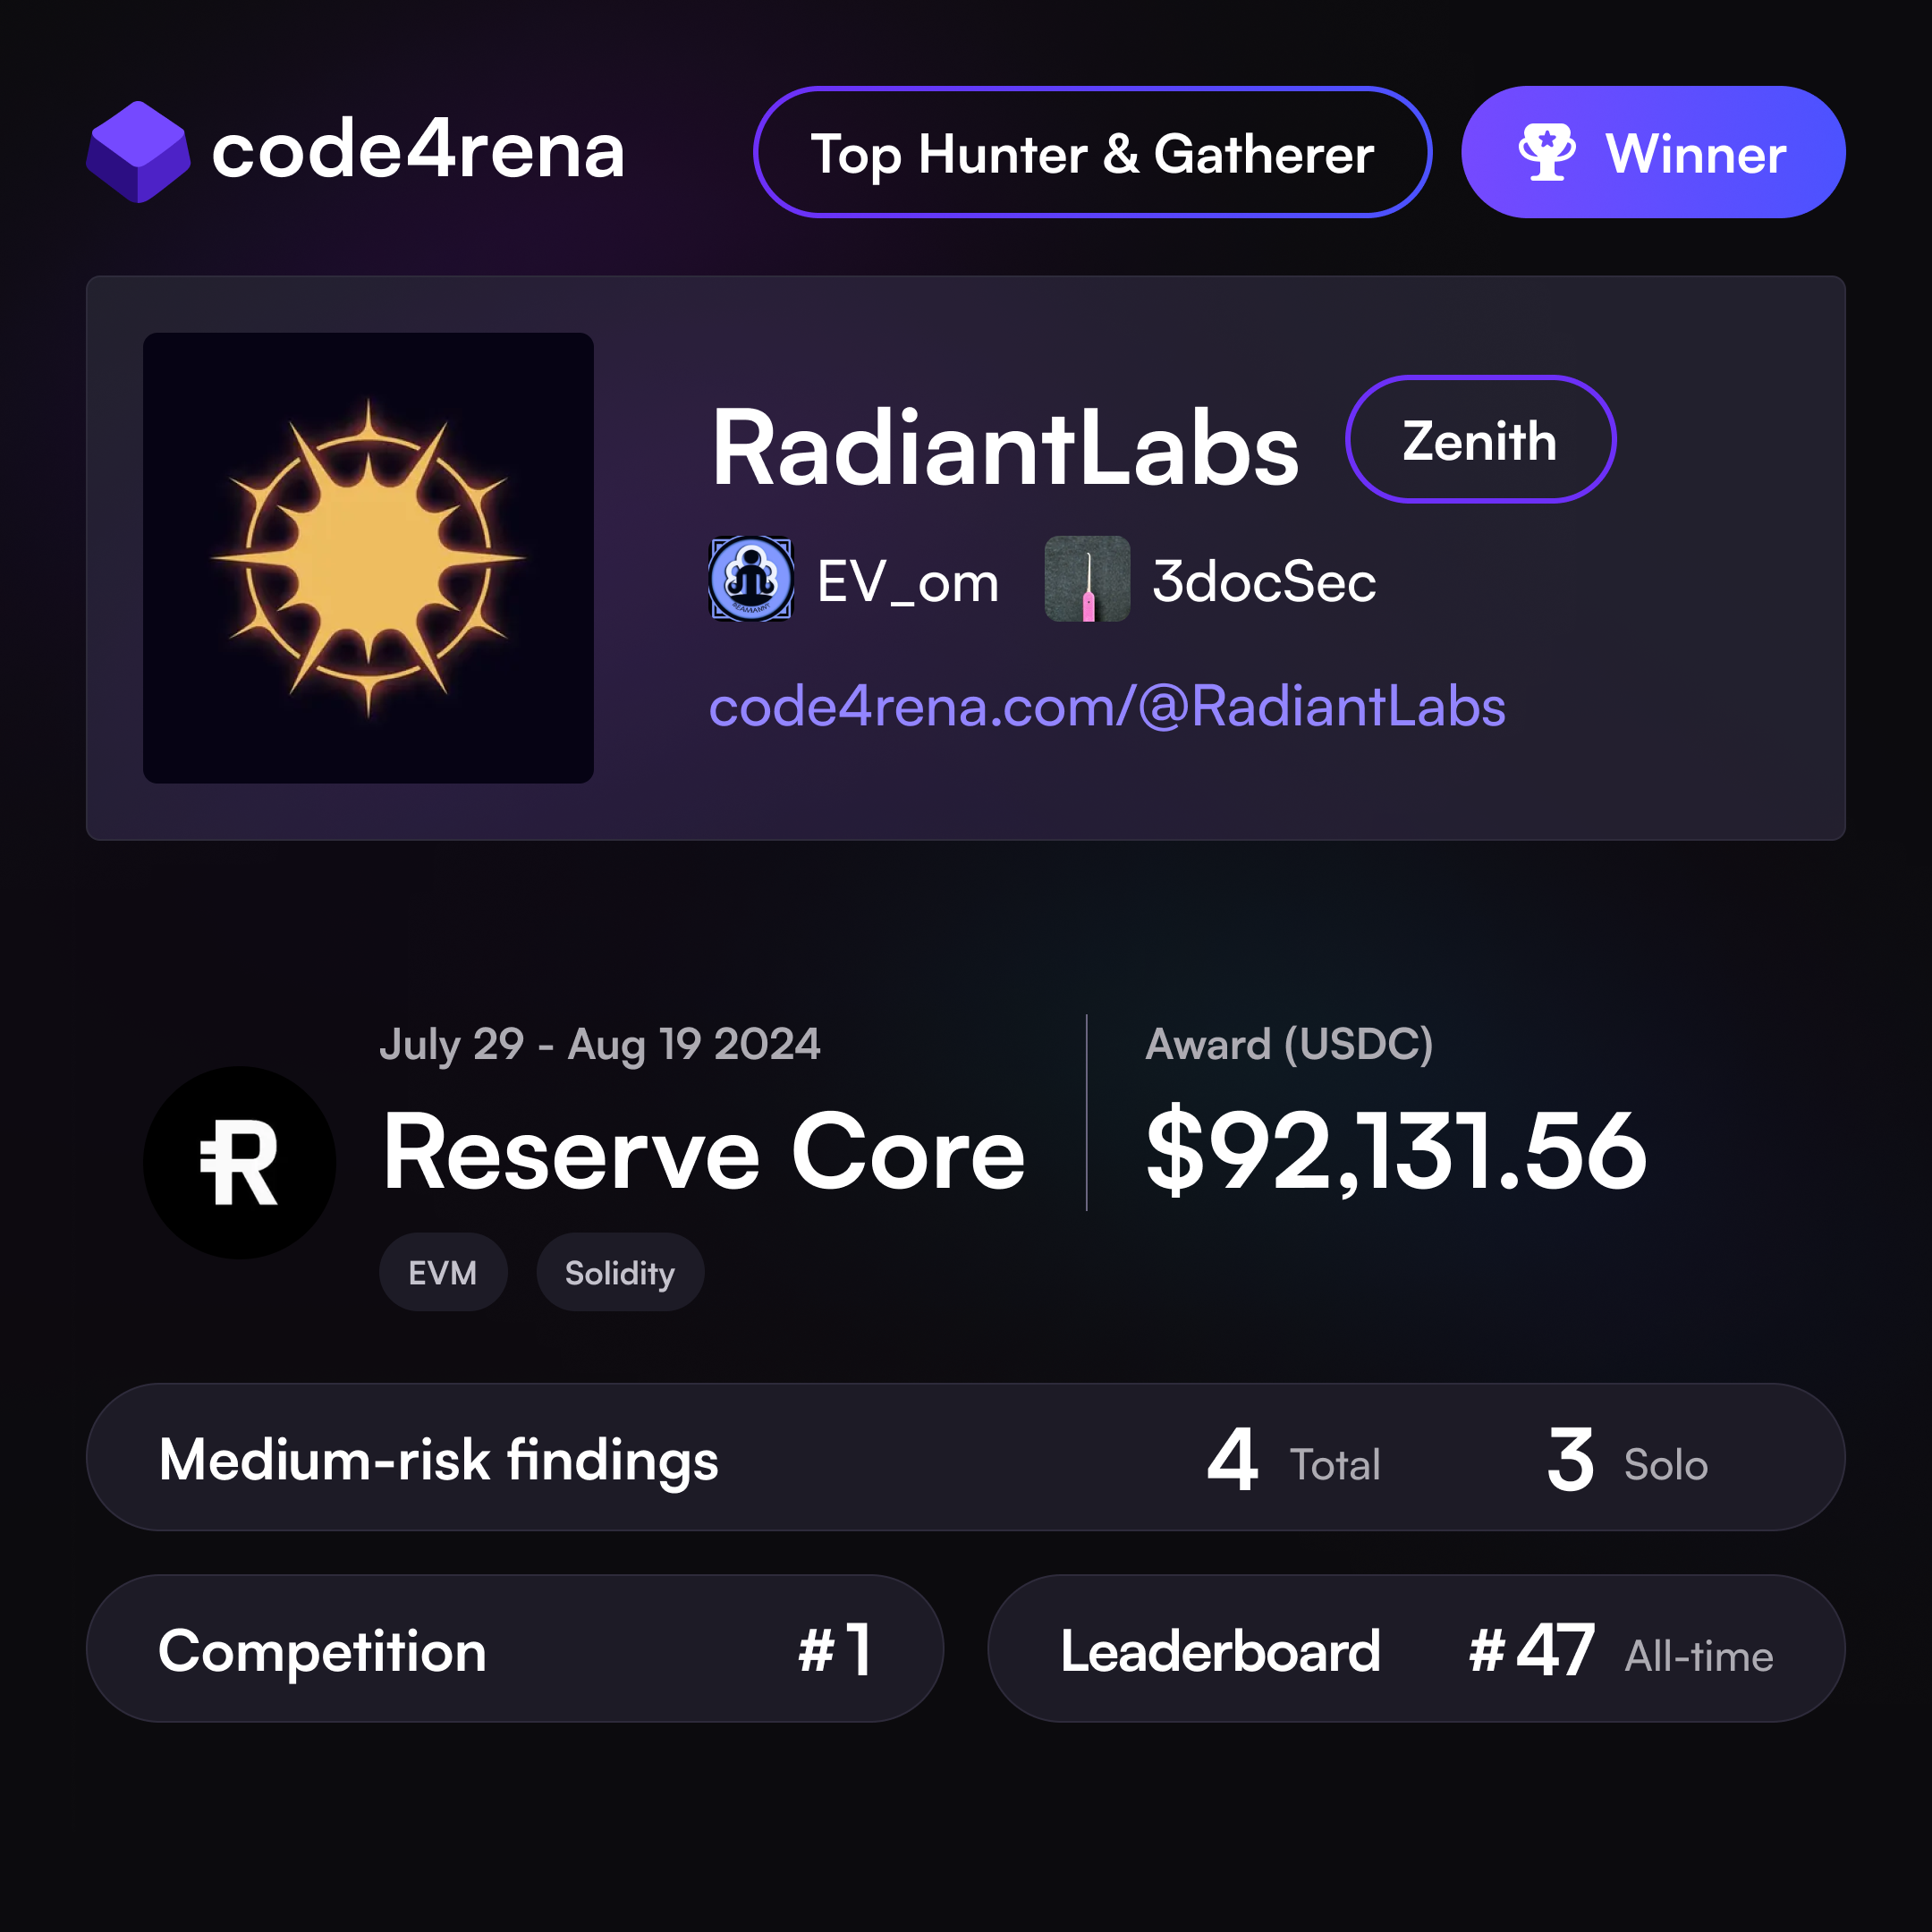 code4rena
Top Hunter & Gatherer
Winner
RadiantLabs
Zenith
EV_om
3docSec
code4rena.com/@RadiantLabs
July 29 - Aug 19 2024
Reserve Core
EVM
Solidity
Award (USDC)
$92,131.56
Medium-risk findings
4 Total
3 Solo
Competition
#1
Leaderboard
#47 All-time